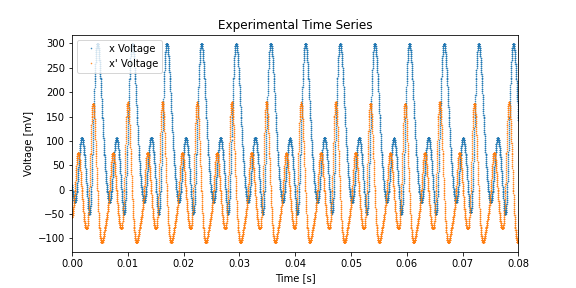 Experimental Time Series
x Voltage
x' Voltage
Voltage [mV]
300
250
200
150
100
50
0
−50
−100
0.00 0.01 0.02 0.03 0.04 0.05 0.06 0.07 0.08
Time [s]